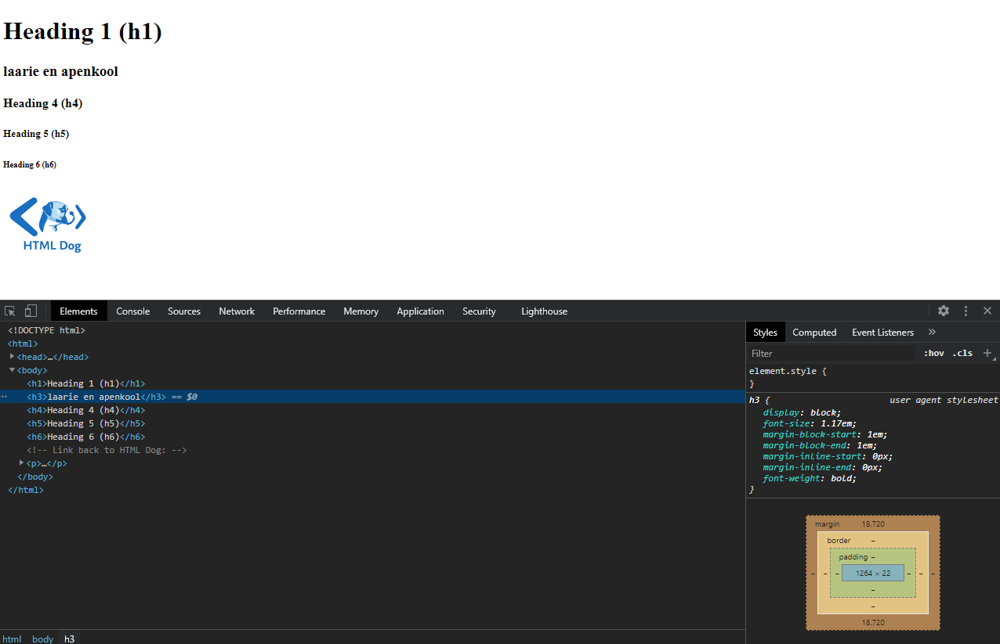 Heading 1 (h1)
laarie en apenkool
Heading 4 (h4)
Heading 5 (h5)
Heading 6 (h6)
HTML Dog
Elements Console Sources Network Performance Memory Application Security Lighthouse
<!DOCTYPE html>
<html>
<head>…</head>
<body>
<h1>Heading 1 (h1)</h1>
<h3>laarie en apenkool</h3> == $0
<h4>Heading 4 (h4)</h4>
<h5>Heading 5 (h5)</h5>
<h6>Heading 6 (h6)</h6>
<!-- Link back to HTML Dog: -->
<p>…</p>
</body>
</html>
html body h3
Styles Computed Event Listeners »
Filter :hov .cls +
element.style {
}
h3 { user agent stylesheet
display: block;
font-size: 1.17em;
margin-block-start: 1em;
margin-block-end: 1em;
margin-inline-start: 0px;
margin-inline-end: 0px;
font-weight: bold;
}
margin 18.720
border –
padding –
– – – 1264 × 22 – – –
–
–
18.720